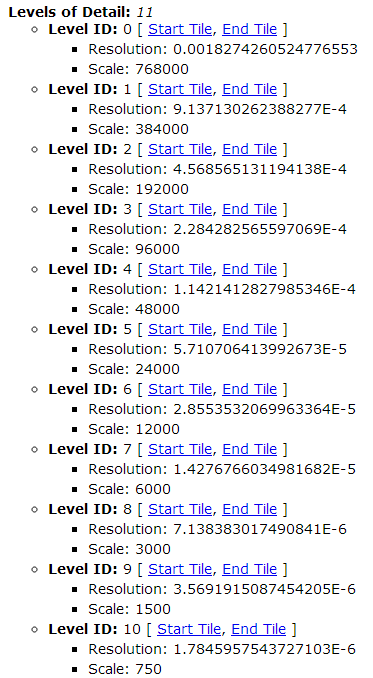 Levels of Detail: 11
Level ID: 0 [ Start Tile, End Tile ]
Resolution: 0.0018274260524776553
Scale: 768000
Level ID: 1 [ Start Tile, End Tile ]
Resolution: 9.137130262388277E-4
Scale: 384000
Level ID: 2 [ Start Tile, End Tile ]
Resolution: 4.568565131194138E-4
Scale: 192000
Level ID: 3 [ Start Tile, End Tile ]
Resolution: 2.284282565597069E-4
Scale: 96000
Level ID: 4 [ Start Tile, End Tile ]
Resolution: 1.1421412827985346E-4
Scale: 48000
Level ID: 5 [ Start Tile, End Tile ]
Resolution: 5.710706413992673E-5
Scale: 24000
Level ID: 6 [ Start Tile, End Tile ]
Resolution: 2.8553532069963364E-5
Scale: 12000
Level ID: 7 [ Start Tile, End Tile ]
Resolution: 1.4276766034981682E-5
Scale: 6000
Level ID: 8 [ Start Tile, End Tile ]
Resolution: 7.138383017490841E-6
Scale: 3000
Level ID: 9 [ Start Tile, End Tile ]
Resolution: 3.5691915087454205E-6
Scale: 1500
Level ID: 10 [ Start Tile, End Tile ]
Resolution: 1.7845957543727103E-6
Scale: 750